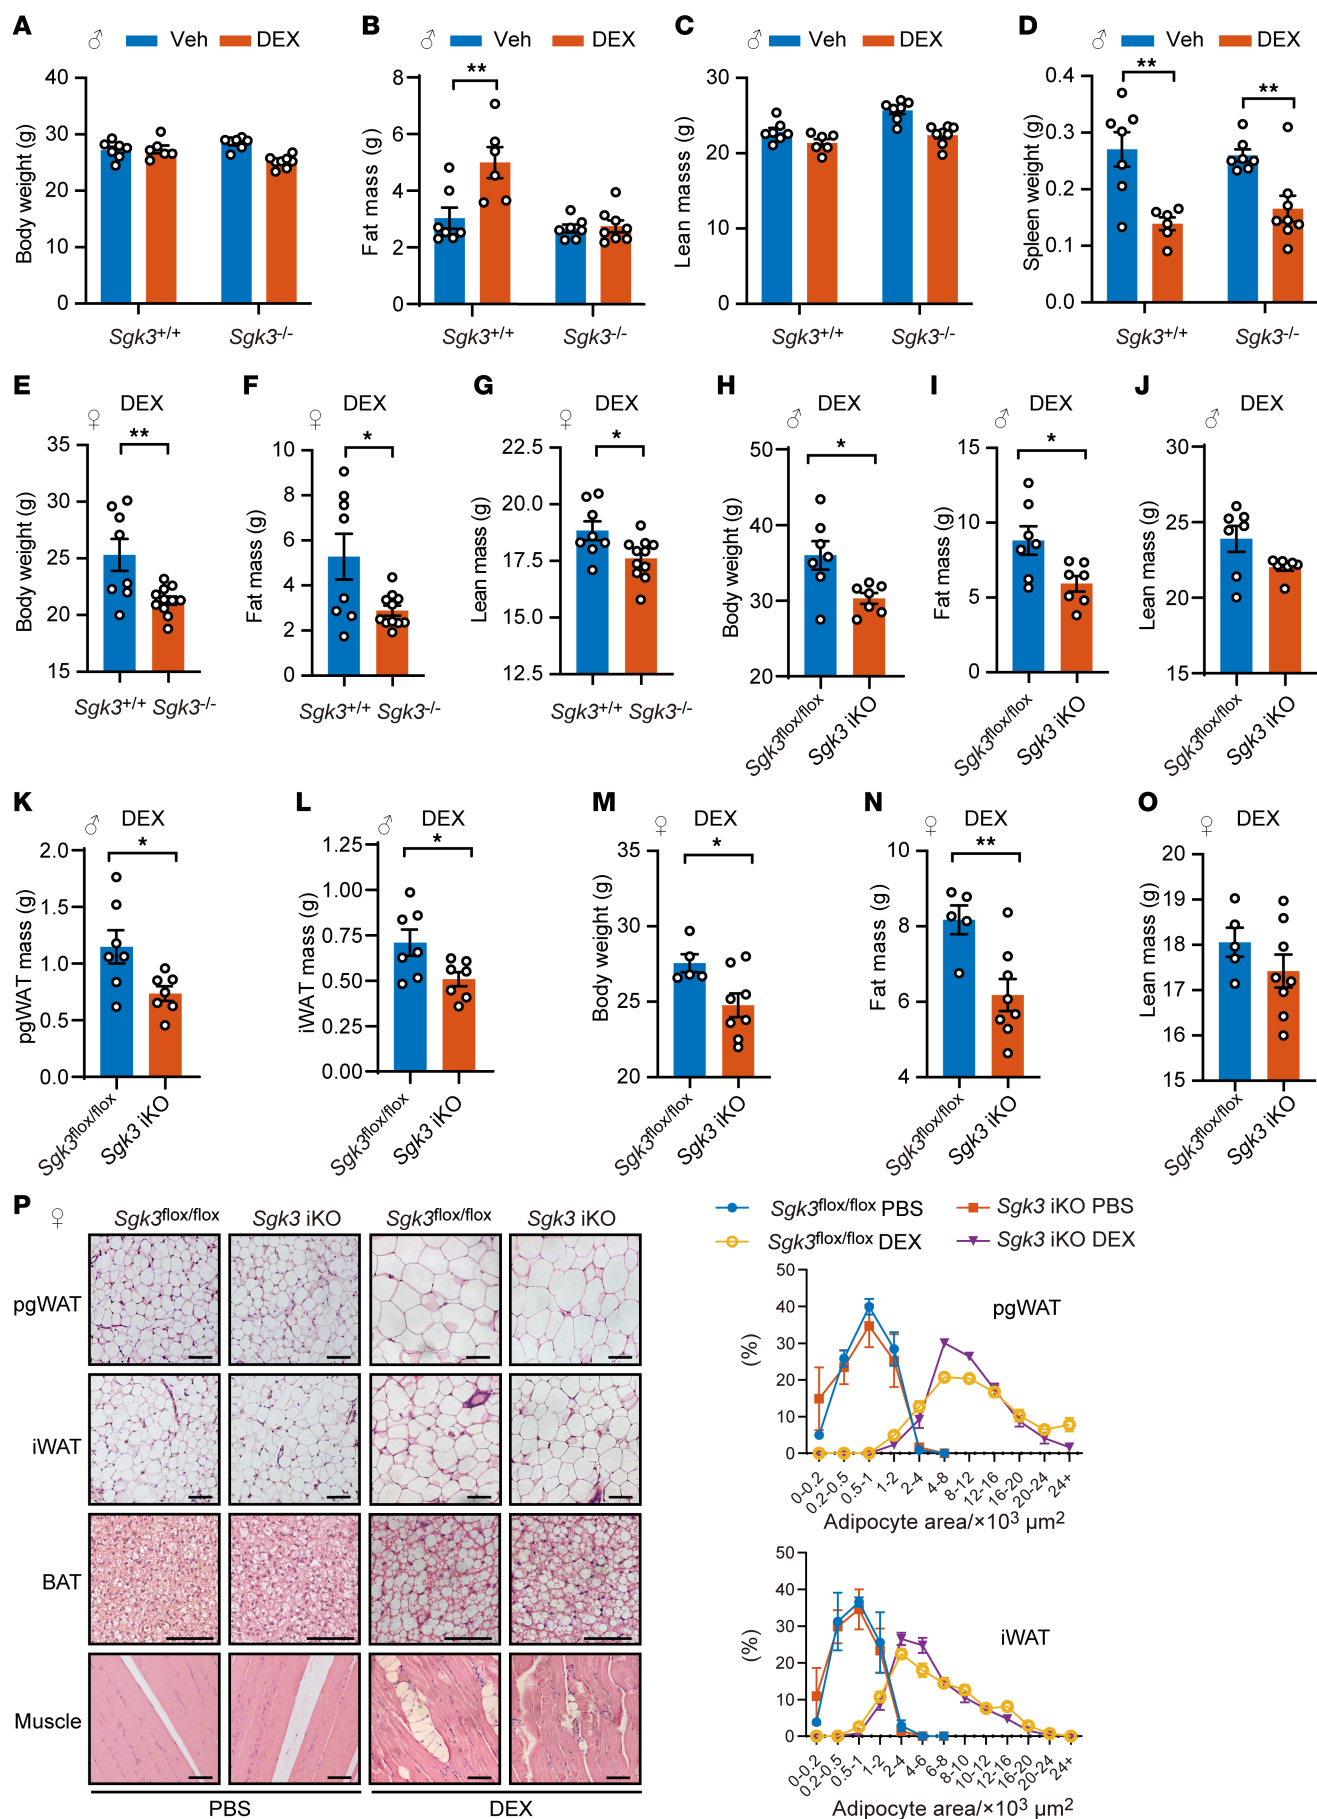 A ♂ Veh DEX
Body weight (g)
40
30
20
10
0
Sgk3+/+ Sgk3-/-
B ♂ Veh DEX
Fat mass (g)
8
6
4
2
0
**
Sgk3+/+ Sgk3-/-
C ♂ Veh DEX
Lean masss (g)
30
20
10
0
Sgk3+/+ Sgk3-/-
D ♂ Veh DEX
Spleen weight (g)
0.4
0.3
0.2
0.1
0.0
** **
Sgk3+/+ Sgk3-/-
E ♀ DEX
Body weight (g)
35
30
25
20
15
**
Sgk3+/+ Sgk3-/-
F ♀ DEX
Fat mass (g)
10
8
6
4
2
0
*
Sgk3+/+ Sgk3-/-
G ♀ DEX
Lean mass (g)
22.5
20.0
17.5
15.0
12.5
*
Sgk3+/+ Sgk3-/-
H ♂ DEX
Body weight (g)
50
40
30
20
*
Sgk3flox/flox
Sgk3 iKO
I ♂ DEX
Fat mass (g)
15
10
5
0
*
Sgk3flox/flox
Sgk3 iKO
J ♂ DEX
Lean mass (g)
30
25
20
15
Sgk3flox/flox
Sgk3 iKO
K ♂ DEX
pgWAT mass (g)
2.0
1.5
1.0
0.5
0.0
*
Sgk3flox/flox
Sgk3 iKO
L ♂ DEX
iWAT mass (g)
1.25
1.00
0.75
0.50
0.25
0.00
*
Sgk3flox/flox
Sgk3 iKO
M ♀ DEX
Body weight (g)
35
30
25
20
*
Sgk3flox/flox
Sgk3 iKO
N ♀ DEX
Fat mass (g)
10
8
6
4
**
Sgk3flox/flox
Sgk3 iKO
O ♀ DEX
Lean mass (g)
20
19
18
17
16
15
Sgk3flox/flox
Sgk3 iKO
P ♀
Sgk3flox/flox Sgk3 iKO Sgk3flox/flox Sgk3 iKO
pgWAT
iWAT
BAT
Muscle
PBS DEX
Sgk3flox/flox PBS Sgk3 iKO PBS
Sgk3flox/flox DEX Sgk3 iKO DEX
pgWAT
(%)
50
40
30
20
10
0
0-0.2 0.2-0.5 0.5-1 1-2 2-4 4-8 8-12 12-16 16-20 20-24 24+
Adipocyte area/×10³ µm²
iWAT
(%)
50
40
30
20
10
0
0-0.2 0.2-0.5 0.5-1 1-2 2-4 4-6 6-8 8-10 10-12 12-16 16-20 20-24 24+
Adipocyte area/×10³ µm²